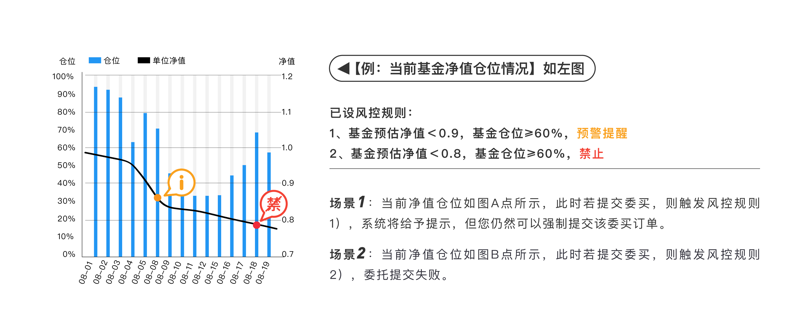 仓位 仓位 单位净值 净值
100% 1.2
90%
80% 1.1
70%
60% 1.0
50%
40% 0.9
30%
20% 0.8
10%
0% 0.7
禁
08-01 08-02 08-03 08-04 08-05 08-08 08-09 08-10 08-11 08-12 08-15 08-16 08-17 08-18 08-19
【例：当前基金净值仓位情况】如左图
已设风控规则：
1、基金预估净值＜0.9，基金仓位≥60%，预警提醒
2、基金预估净值＜0.8，基金仓位≥60%，禁止
场景1：当前净值仓位如图A点所示，此时若提交委买，则触发风控规则
1），系统将给予提示，但您仍然可以强制提交该委买订单。
场景2：当前净值仓位如图B点所示，此时若提交委买，则触发风控规则
2），委托提交失败。